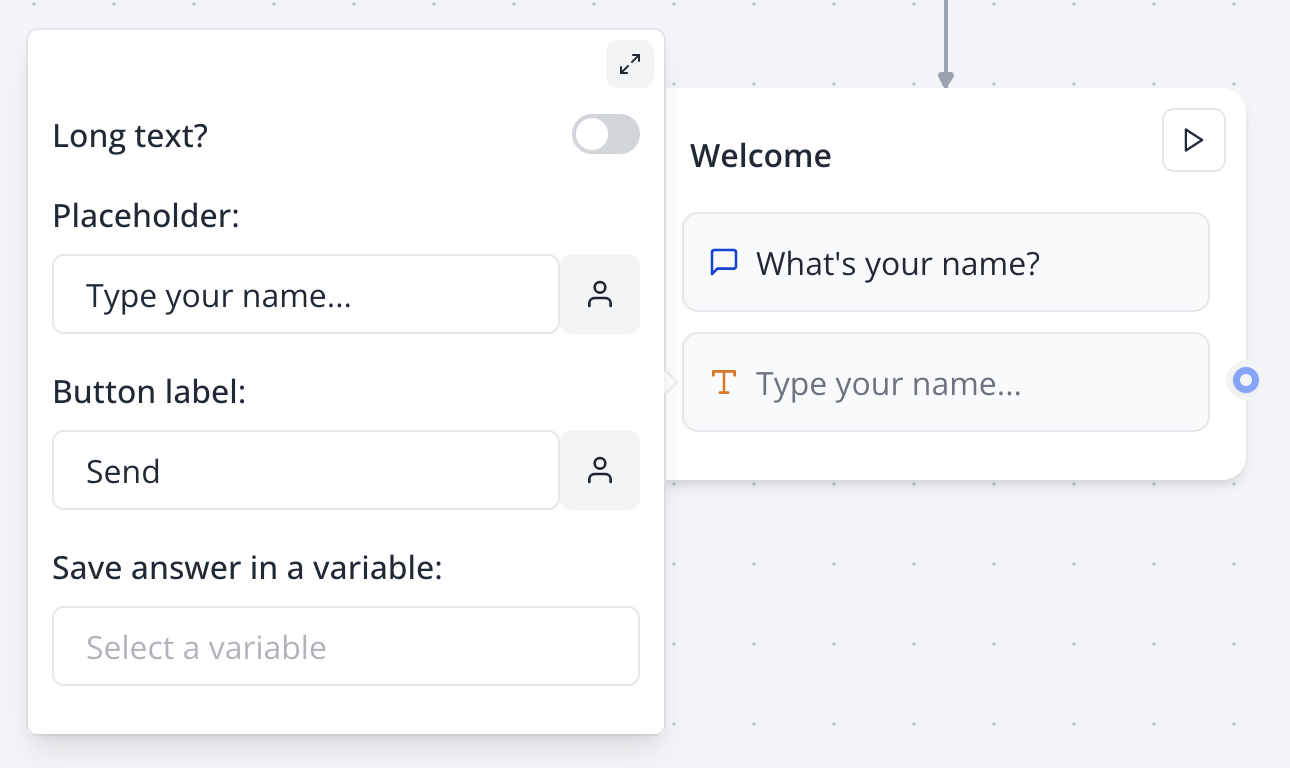 Long text?
Placeholder:
Type your name...
Button label:
Send
Save answer in a variable:
Select a variable
Welcome
What's your name?
Type your name...